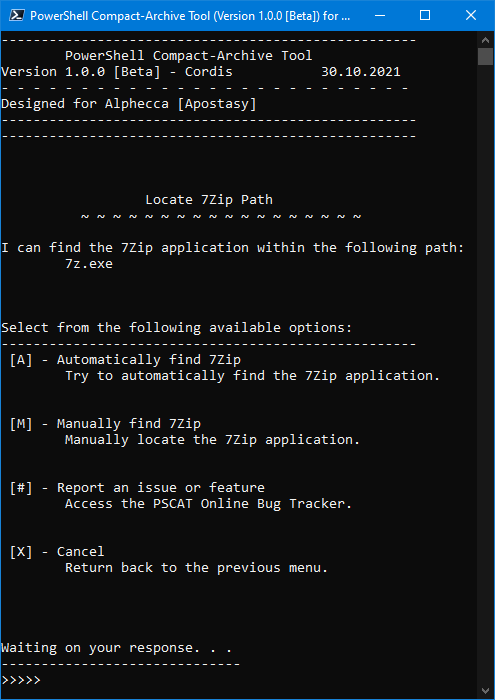 PowerShell Compact-Archive Tool (Version 1.0.0 [Beta]) for ...
----------------------------------------------------
PowerShell Compact-Archive Tool
Version 1.0.0 [Beta] - Cordis 30.10.2021
- - - - - - - - - - - - - - - - - - - - - - - - - -
Designed for Alphecca [Apostasy]
----------------------------------------------------
----------------------------------------------------
Locate 7Zip Path
~ ~ ~ ~ ~ ~ ~ ~ ~ ~ ~ ~ ~ ~ ~ ~ ~ ~
I can find the 7Zip application within the following path:
7z.exe
Select from the following available options:
----------------------------------------------------
[A] - Automatically find 7Zip
Try to automatically find the 7Zip application.
[M] - Manually find 7Zip
Manually locate the 7Zip application.
[#] - Report an issue or feature
Access the PSCAT Online Bug Tracker.
[X] - Cancel
Return back to the previous menu.
Waiting on your response. . .
------------------------------
>>>>>